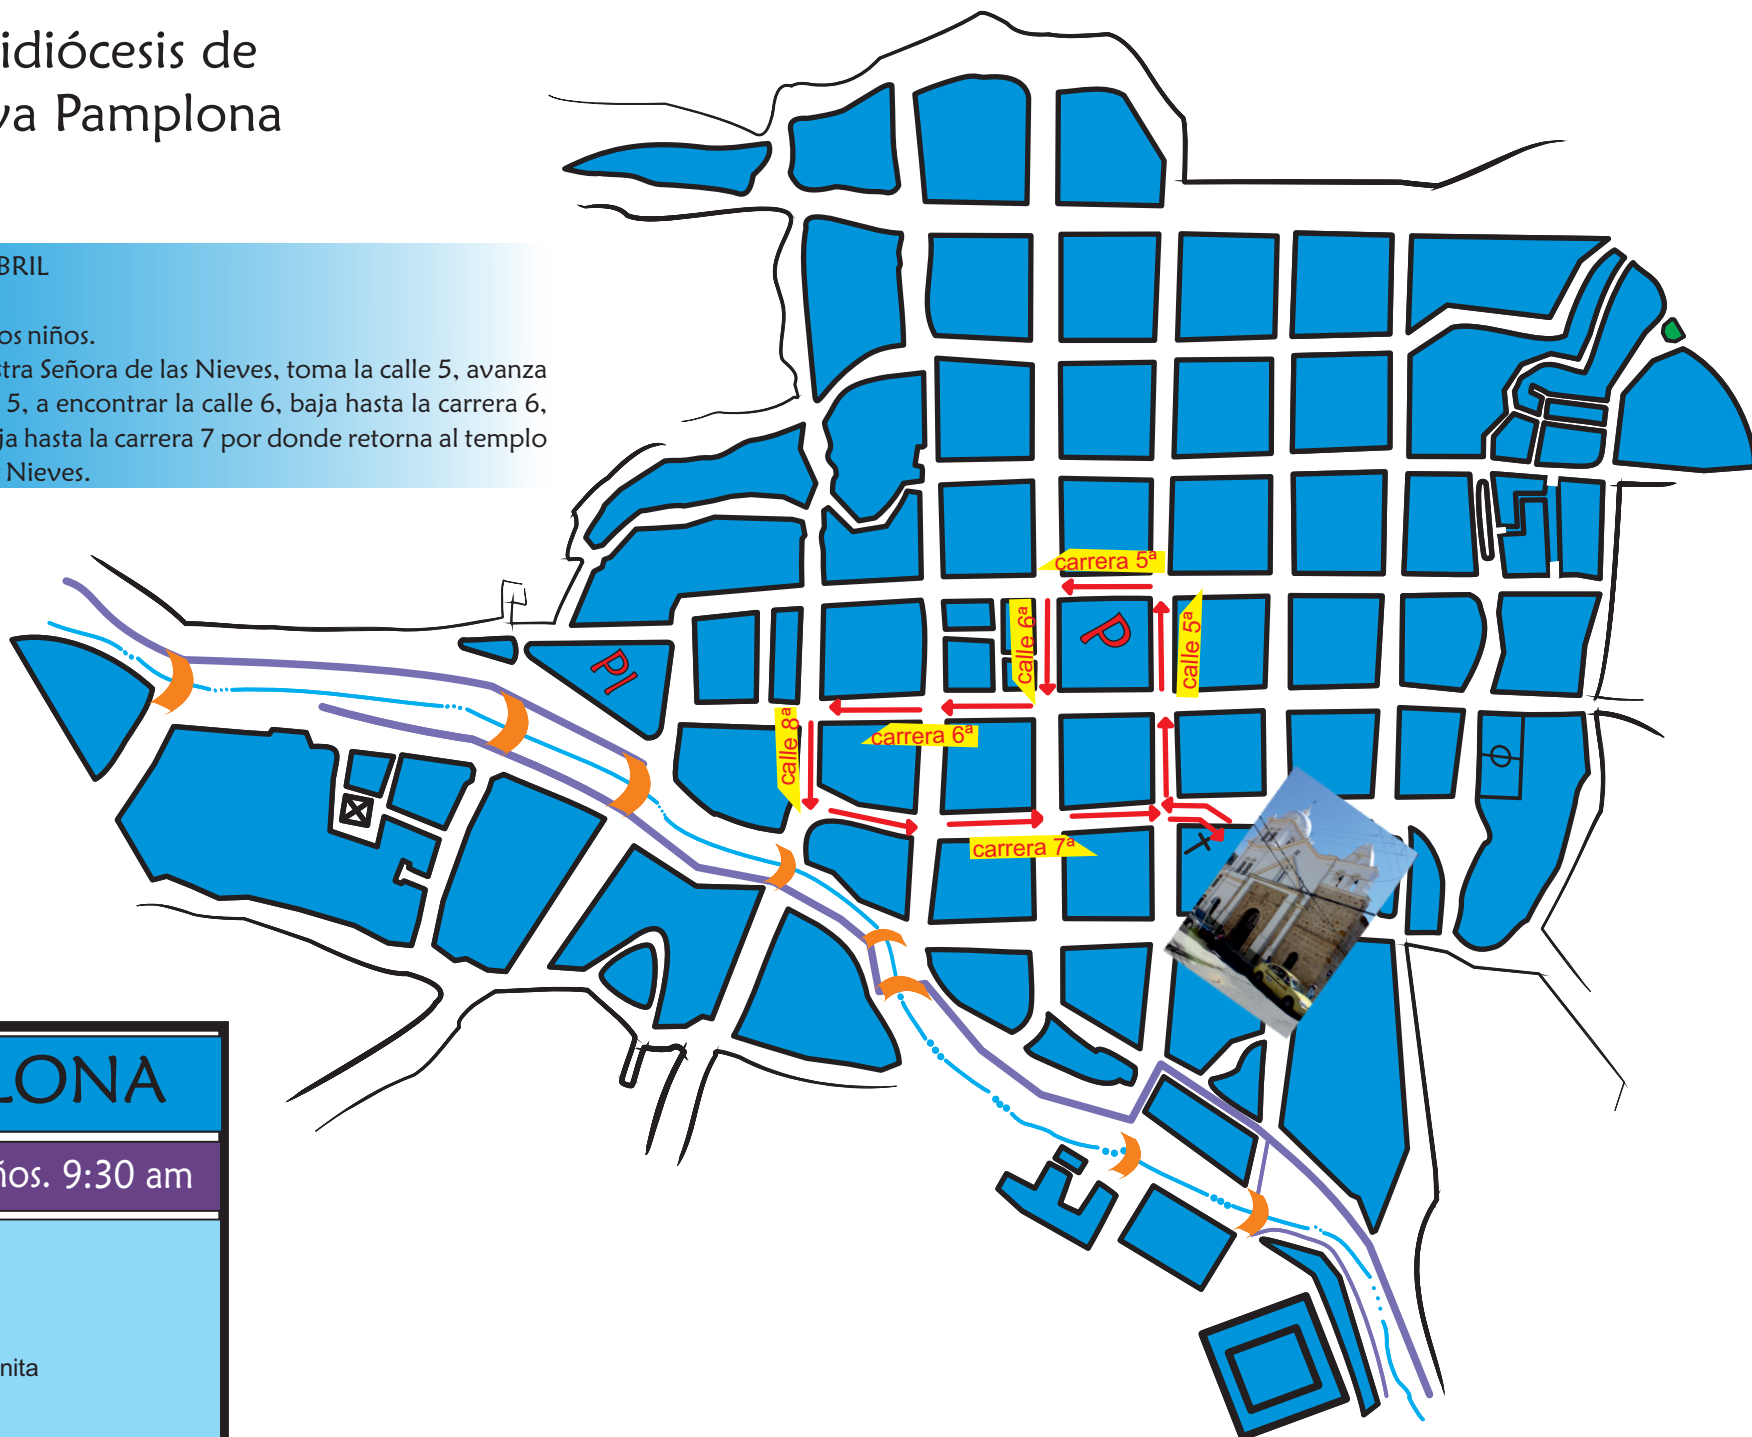 idiócesis de
va Pamplona
BRIL
os niños.
stra Señora de las Nieves, toma la calle 5, avanza
5, a encontrar la calle 6, baja hasta la carrera 6,
ja hasta la carrera 7 por donde retorna al templo
Nieves.
carrera 5ª
calle 6ª
P
calle 5ª
PI
calle 8ª
carrera 6ª
carrera 7ª
LONA
ños. 9:30 am
nita